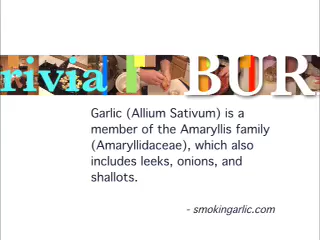 rivia BUR
Garlic (Allium Sativum) is a
member of the Amaryllis family
(Amaryllidaceae), which also
includes leeks, onions, and
shallots.
- smokingarlic.com